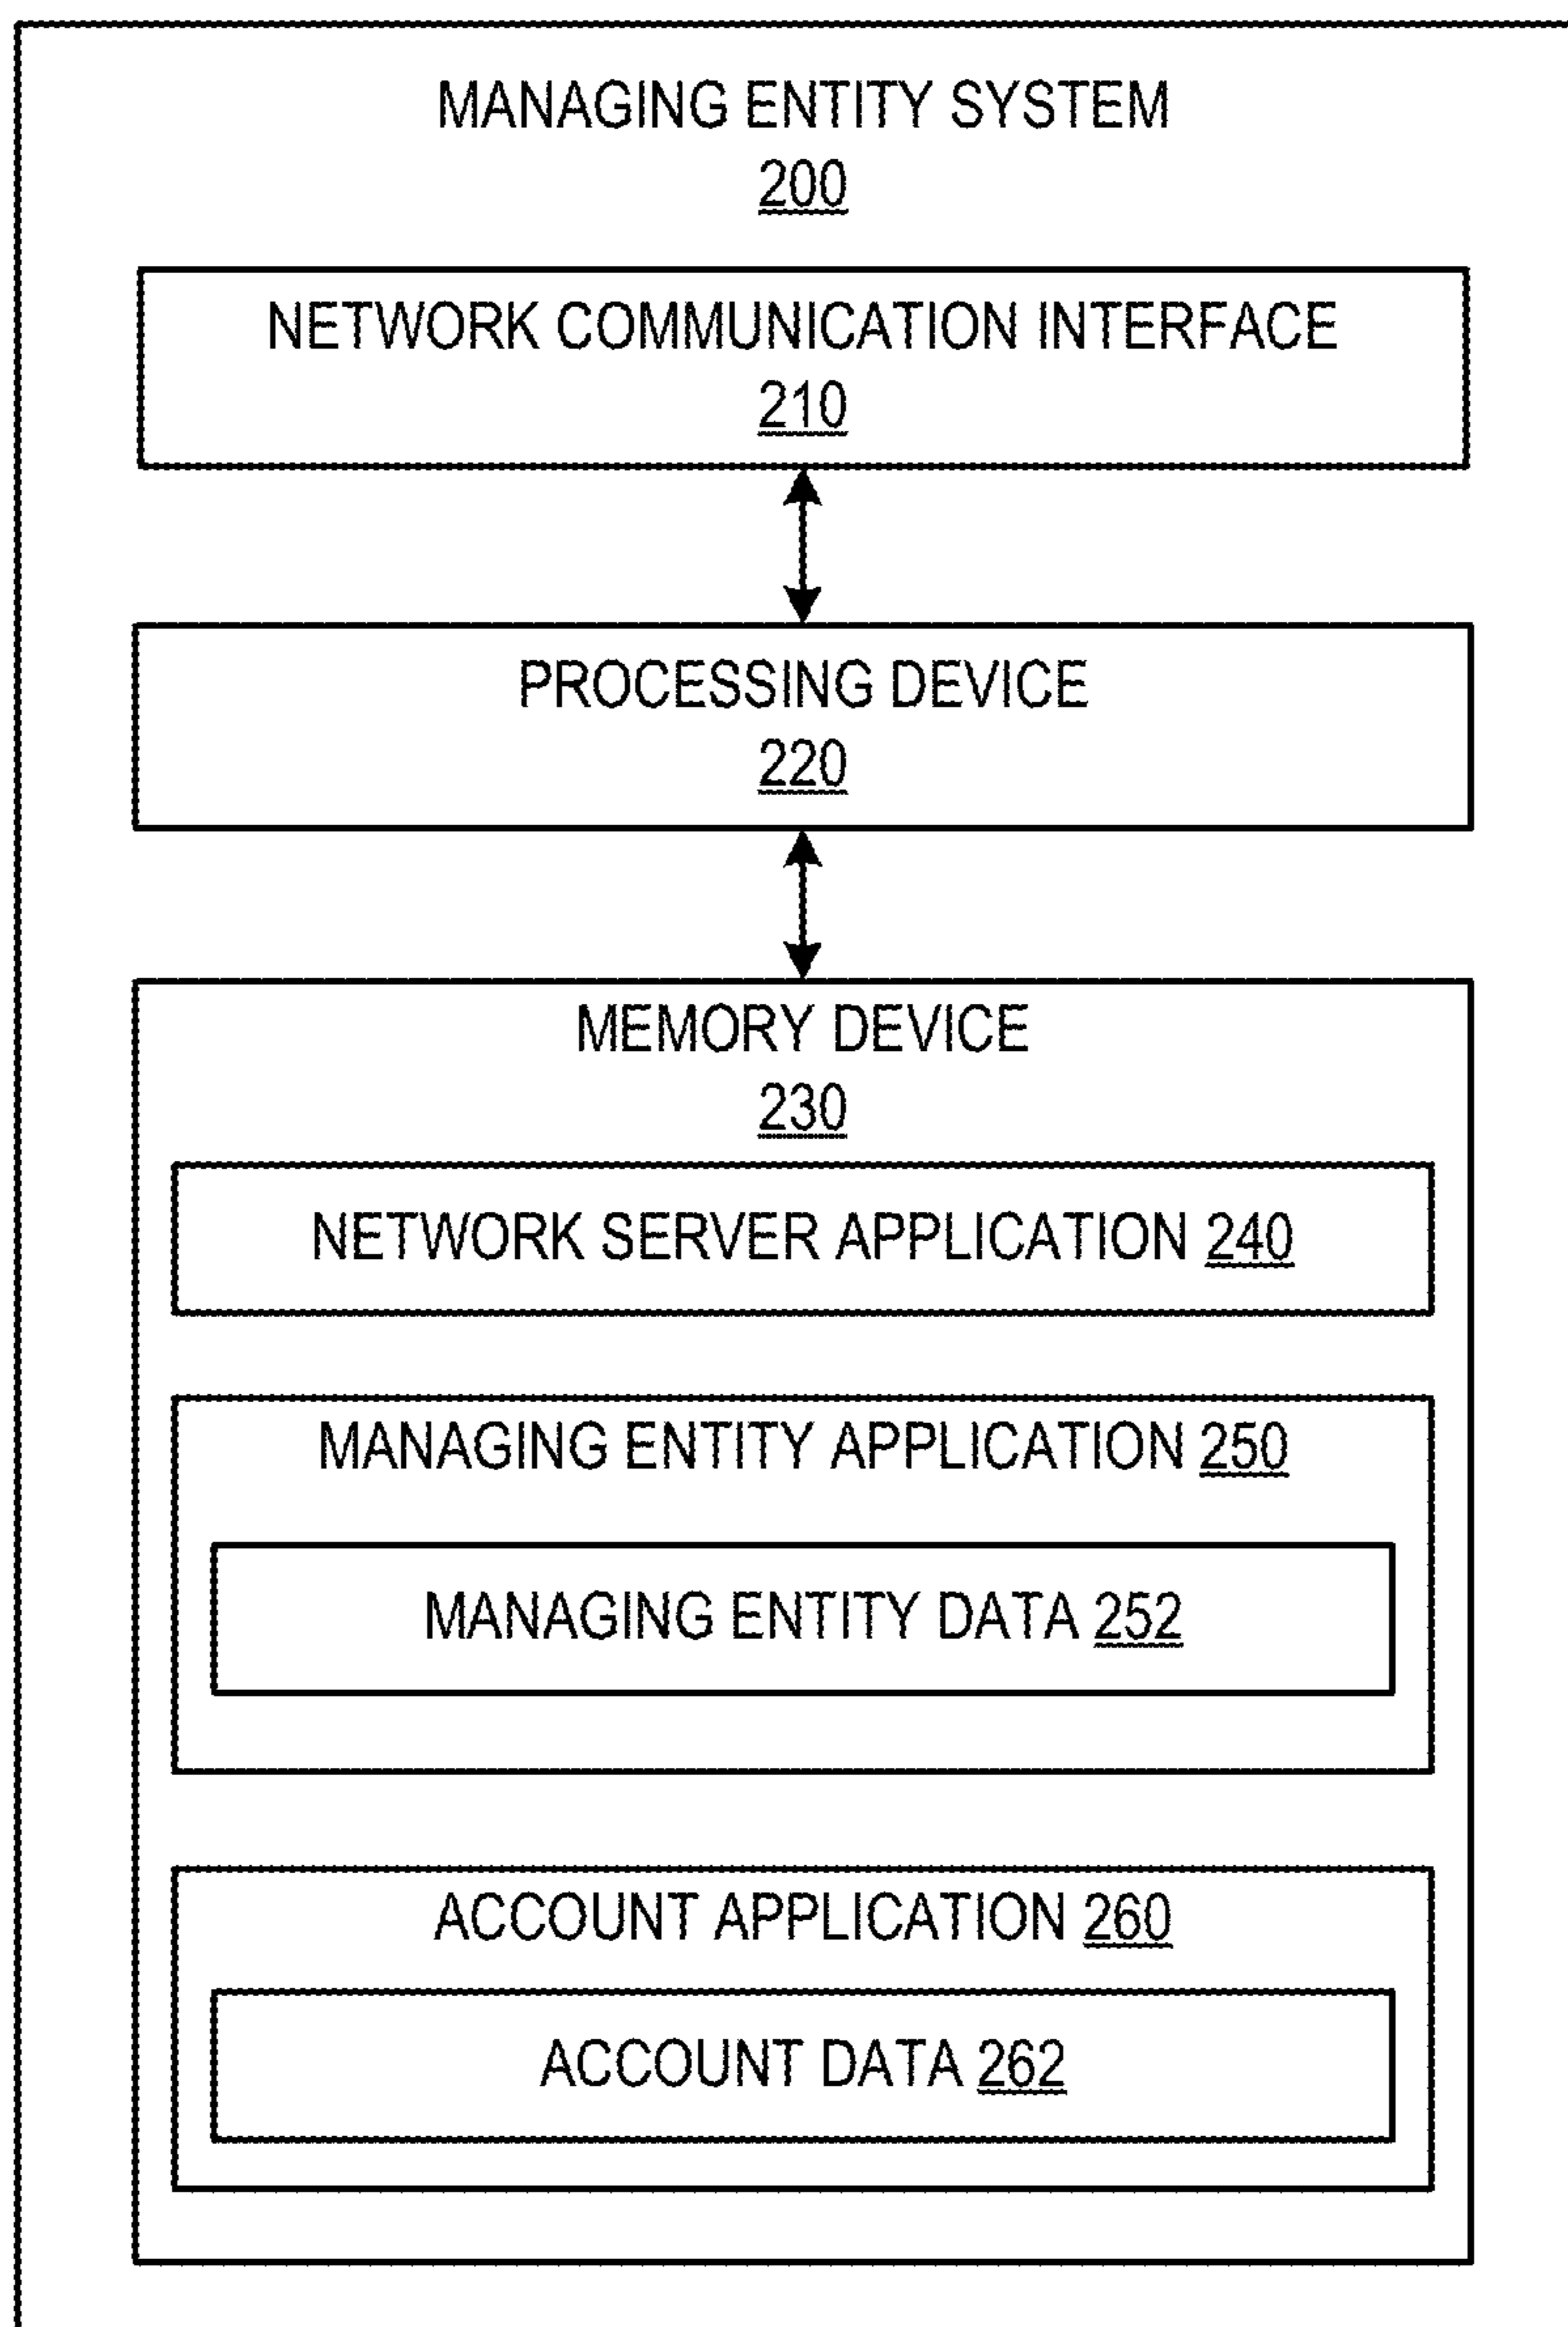 MANAGING ENTITY SYSTEM
200
NETWORK COMMUNICATION INTERFACE
210
PROCESSING DEVICE
220
MEMORY DEVICE
230
NETWORK SERVER APPLICATION 240
MANAGING ENTITY APPLICATION 250
MANAGING ENTITY DATA 252
ACCOUNT APPLICATION 260
ACCOUNT DATA 262